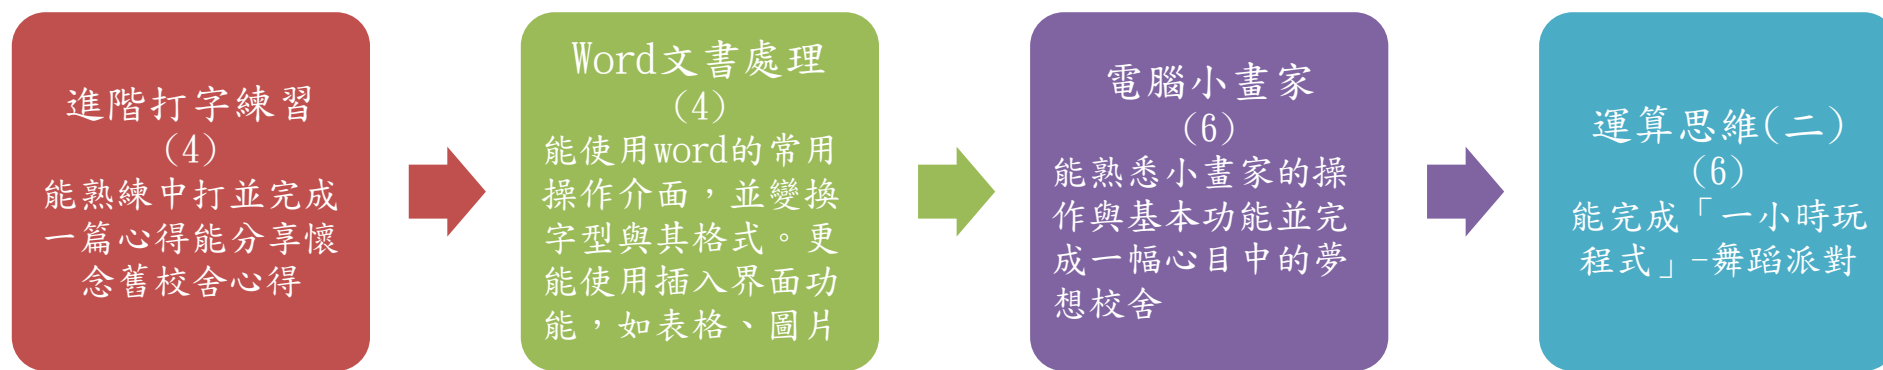 進階打字練習
(4)
能熟練中打並完成
一篇心得能分享懷
念舊校舍心得
Word文書處理
(4)
能使用word的常用
操作介面，並變換
字型與其格式。更
能使用插入界面功
能，如表格、圖片
電腦小畫家
(6)
能熟悉小畫家的操
作與基本功能並完
成一幅心目中的夢
想校舍
運算思維(二)
(6)
能完成「一小時玩
程式」-舞蹈派對